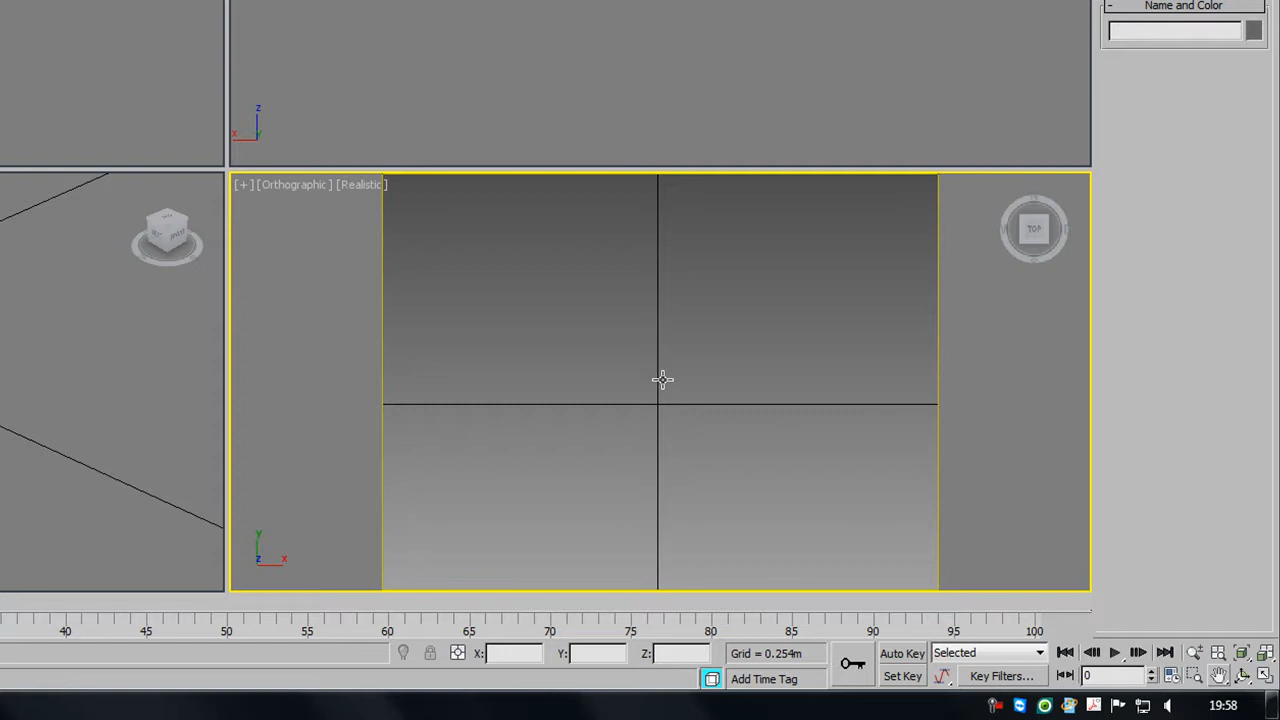 - Name and Color
z
x
y
[+] [Orthographic] [Realistic]
TOP
y
z
x
40 45 50 55 60 65 70 75 80 85 90 95 100
X: Y: Z: Grid = 0.254m Auto Key Selected
Add Time Tag Set Key Key Filters... 0
19:58